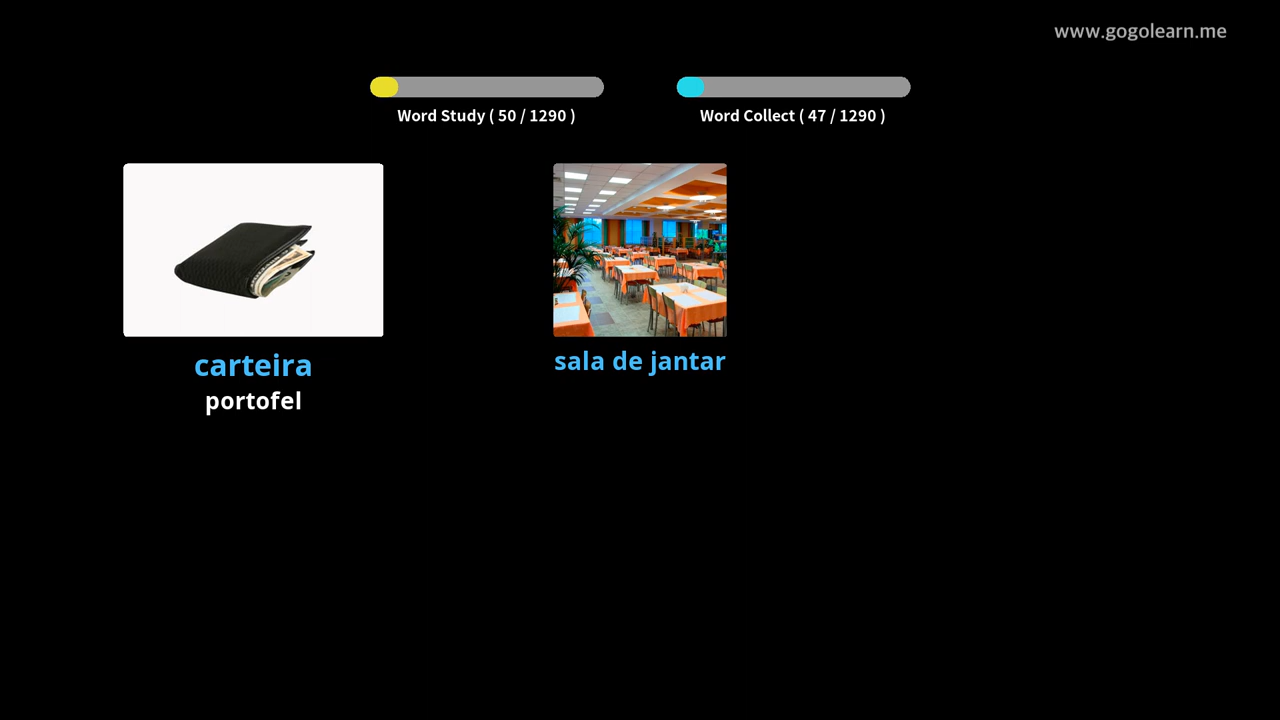 www.gogolearn.me
Word Study ( 50 / 1290 )
Word Collect ( 47 / 1290 )
carteira
portofel
sala de jantar